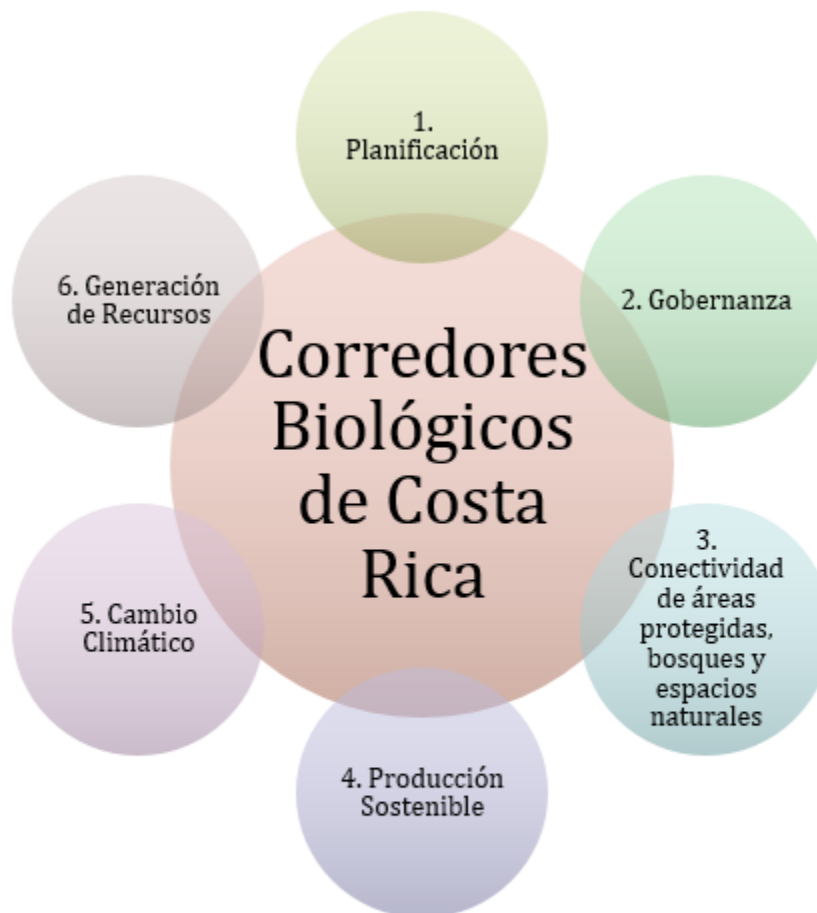 1.
Planificación
2. Gobernanza
3.
Conectividad
de áreas
protegidas,
bosques y
espacios
naturales
4. Producción
Sostenible
5. Cambio
Climático
6. Generación
de Recursos
Corredores
Biológicos
de Costa
Rica